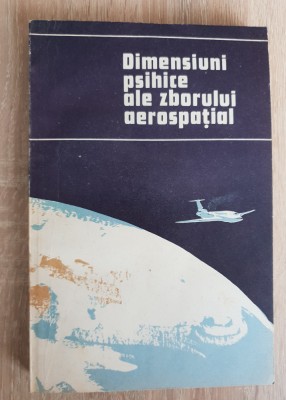 Dimensiuni
psihice
ale zborului
aerospațial